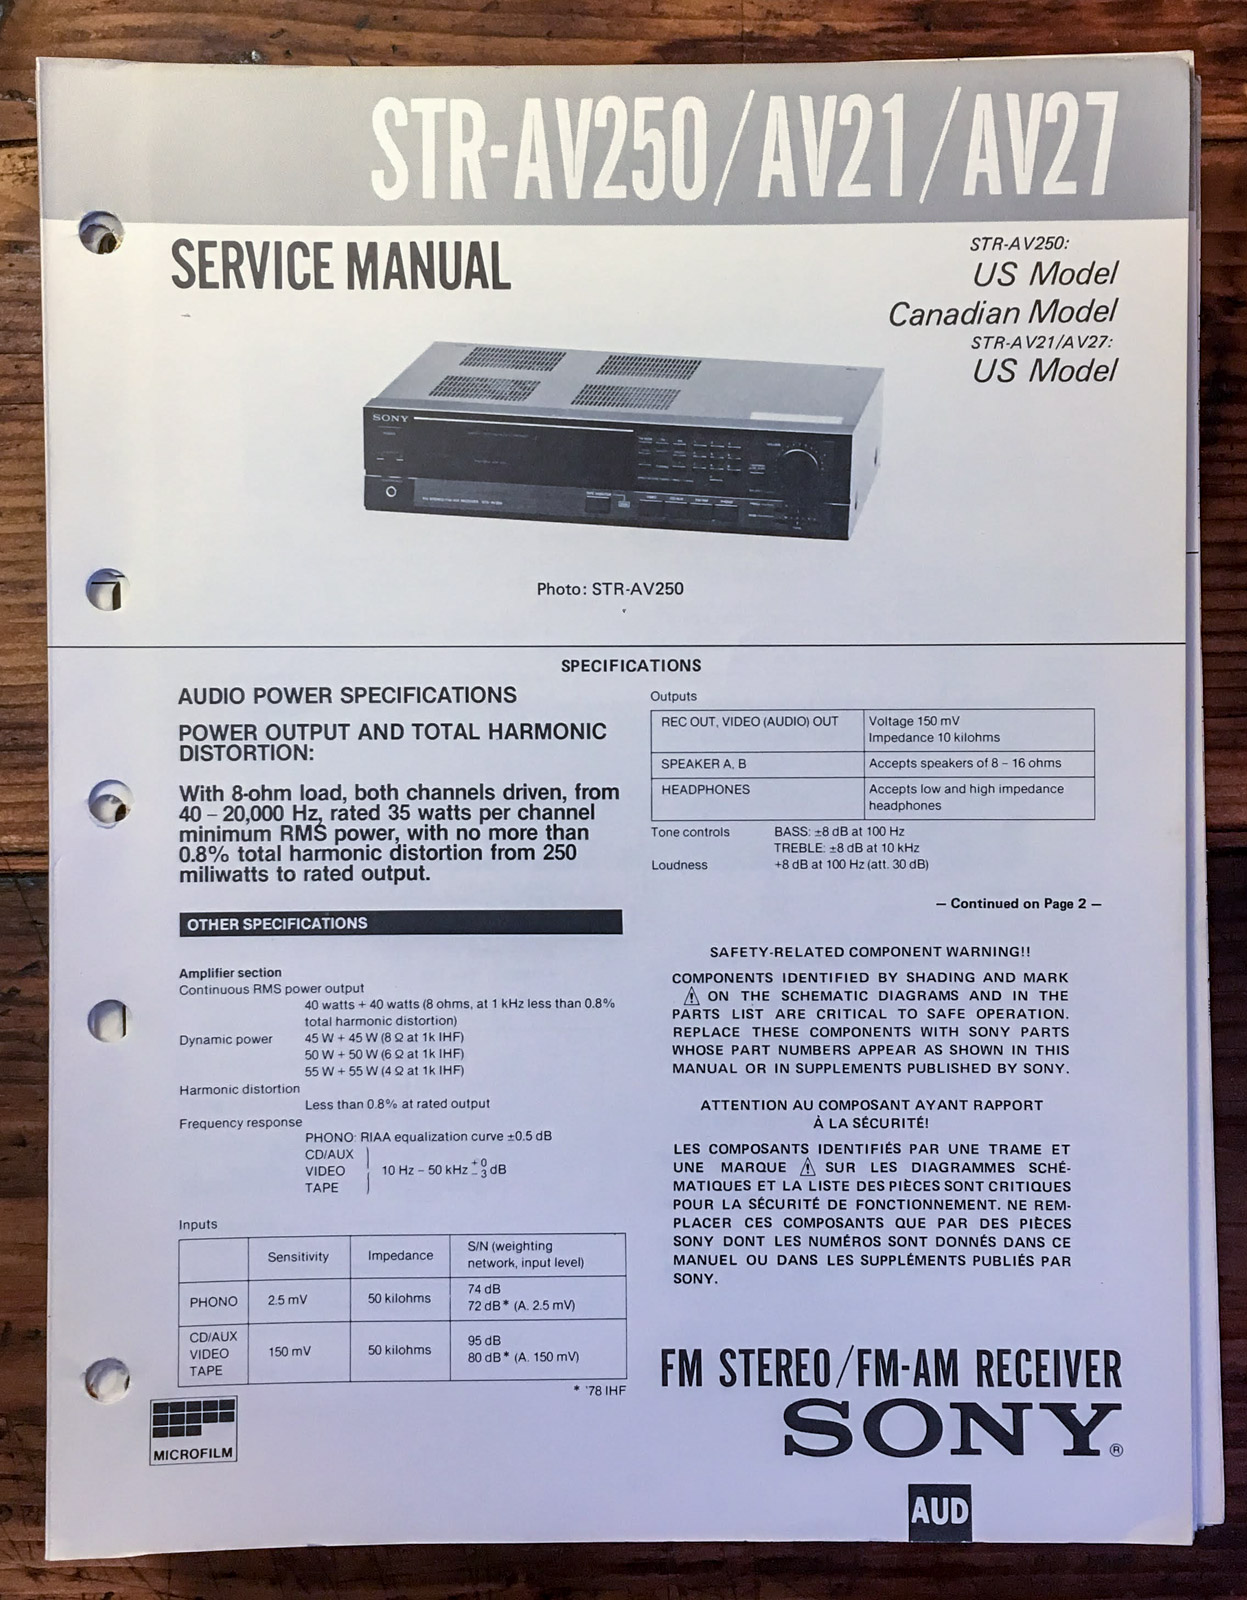 STR-AV250/AV21/AV27
SERVICE MANUAL
STR-AV250:
US Model
Canadian Model
STR-AV21/AV27:
US Model
SONY
Photo: STR-AV250
SPECIFICATIONS
AUDIO POWER SPECIFICATIONS
POWER OUTPUT AND TOTAL HARMONIC
DISTORTION:
With 8-ohm load, both channels driven, from
40 – 20,000 Hz, rated 35 watts per channel
minimum RMS power, with no more than
0.8% total harmonic distortion from 250
miliwatts to rated output.
OTHER SPECIFICATIONS
Amplifier section
Continuous RMS power output
40 watts + 40 watts (8 ohms, at 1 kHz less than 0.8%
total harmonic distortion)
Dynamic power 45 W + 45 W (8 Ω at 1k IHF)
50 W + 50 W (6 Ω at 1k IHF)
55 W + 55 W (4 Ω at 1k IHF)
Harmonic distortion
Less than 0.8% at rated output
Frequency response
PHONO: RIAA equalization curve ±0.5 dB
CD/AUX
VIDEO 10 Hz – 50 kHz +0 −3 dB
TAPE
Inputs
Sensitivity Impedance S/N (weighting
network, input level)
PHONO 2.5 mV 50 kilohms 74 dB
72 dB* (A. 2.5 mV)
CD/AUX
VIDEO 150 mV 50 kilohms 95 dB
TAPE 80 dB* (A. 150 mV)
* '78 IHF
MICROFILM
Outputs
REC OUT, VIDEO (AUDIO) OUT Voltage 150 mV
Impedance 10 kilohms
SPEAKER A, B Accepts speakers of 8 – 16 ohms
HEADPHONES Accepts low and high impedance
headphones
Tone controls BASS: ±8 dB at 100 Hz
TREBLE: ±8 dB at 10 kHz
Loudness +8 dB at 100 Hz (att. 30 dB)
— Continued on Page 2 —
SAFETY-RELATED COMPONENT WARNING!!
COMPONENTS IDENTIFIED BY SHADING AND MARK
⚠ ON THE SCHEMATIC DIAGRAMS AND IN THE
PARTS LIST ARE CRITICAL TO SAFE OPERATION.
REPLACE THESE COMPONENTS WITH SONY PARTS
WHOSE PART NUMBERS APPEAR AS SHOWN IN THIS
MANUAL OR IN SUPPLEMENTS PUBLISHED BY SONY.
ATTENTION AU COMPOSANT AYANT RAPPORT
À LA SÉCURITÉ!
LES COMPOSANTS IDENTIFIÉS PAR UNE TRAME ET
UNE MARQUE ⚠ SUR LES DIAGRAMMES SCHÉ-
MATIQUES ET LA LISTE DES PIÈCES SONT CRITIQUES
POUR LA SÉCURITÉ DE FONCTIONNEMENT. NE REM-
PLACER CES COMPOSANTS QUE PAR DES PIÈCES
SONY DONT LES NUMÉROS SONT DONNÉS DANS CE
MANUEL OU DANS LES SUPPLÉMENTS PUBLIÉS PAR
SONY.
FM STEREO/FM-AM RECEIVER
SONY®
AUD